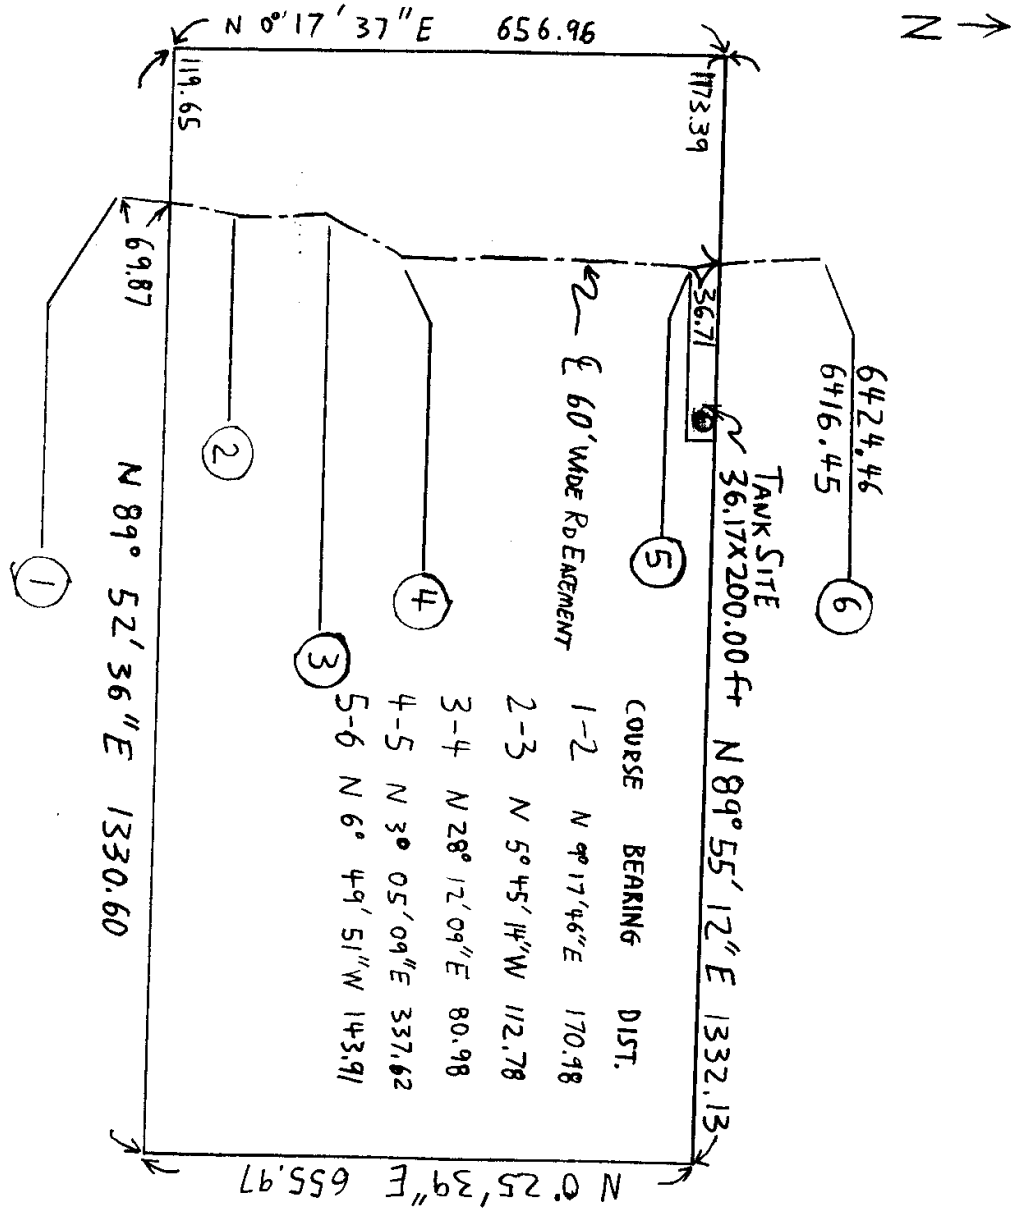 N →
N 0°17'37"E 656.96
119.65
1173.39
69.87
36.71
6424.46
6416.45
℄ 60' WIDE RD EASEMENT
TANK SITE
36.17X200.00 ft
N 89°55'12"E 1332.13
N 89° 52' 36"E 1330.60
N 0°25'39"E 655.97
1
2
3
4
5
6
COURSE BEARING DIST.
1-2 N 9°17'46"E 170.98
2-3 N 5°45'14"W 112.78
3-4 N 28°12'09"E 80.98
4-5 N 3° 05'09"E 337.62
5-6 N 6° 49' 51"W 143.91